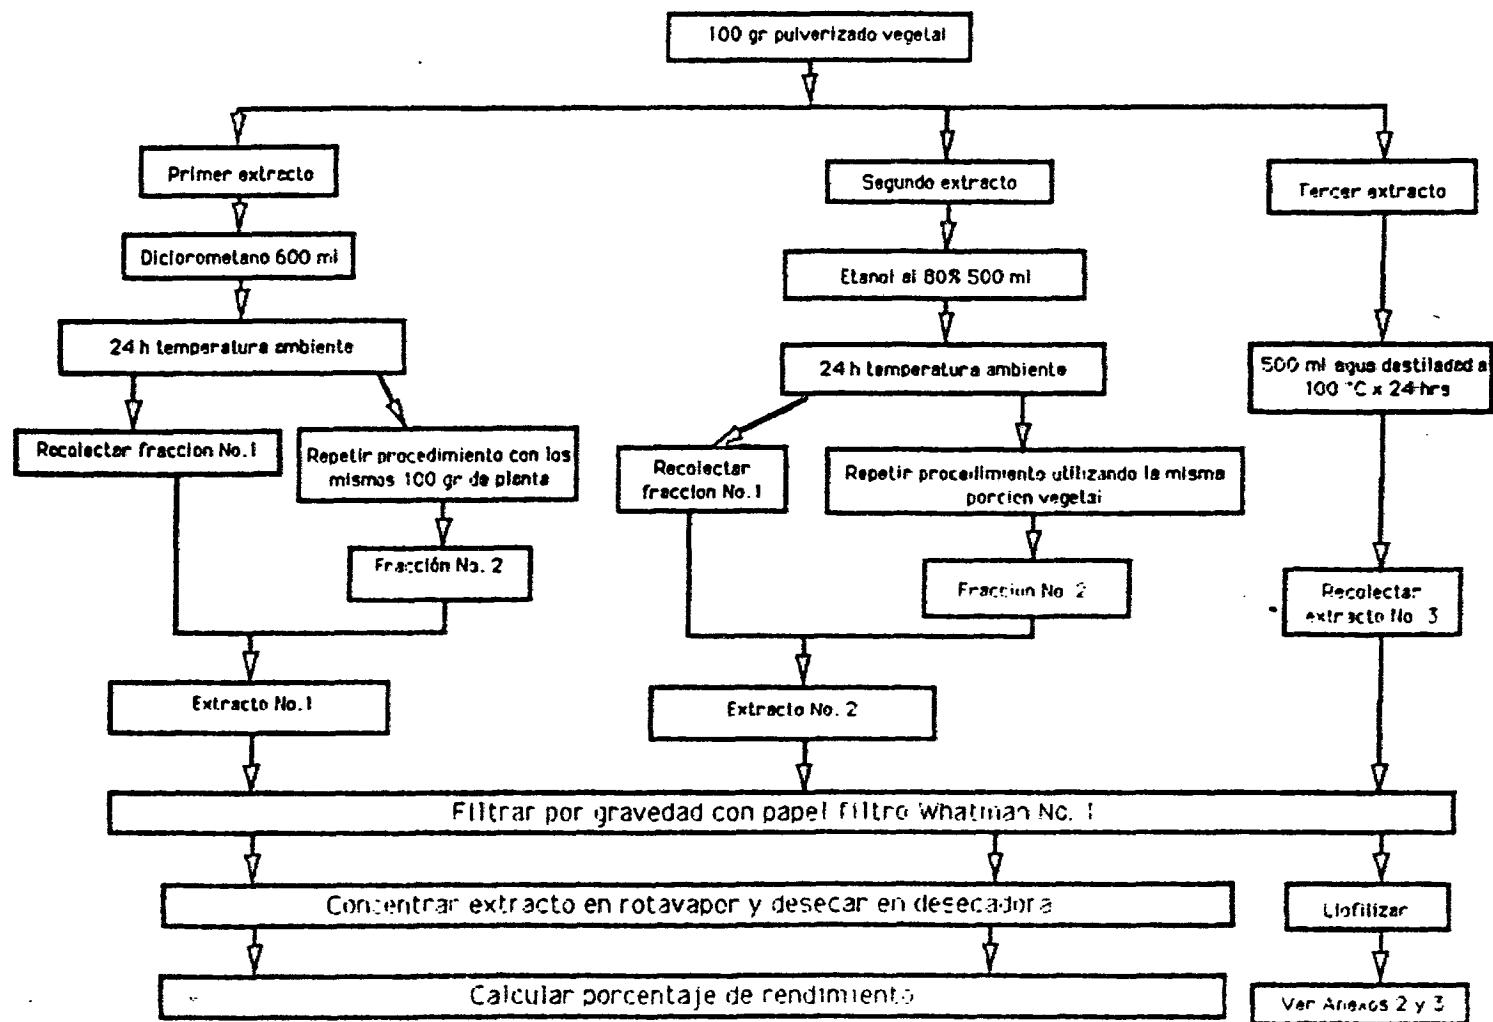 100 gr pulverizado vegetal
Primer extracto
Segundo extracto
Tercer extracto
Diclorometano 600 ml
Etanol al 80% 500 ml
24 h temperatura ambiente
24 h temperatura ambiente
500 ml agua destilada a
100 °C x 24 hrs
Recolectar fraccion No.1
Repetir procedimiento con los
mismos 100 gr de planta
Recolectar
fraccion No.1
Repetir procedimiento utilizando la misma
porcion vegetal
Fracción No. 2
Fraccion No. 2
Recolectar
extracto No. 3
Extracto No.1
Extracto No. 2
Filtrar por gravedad con papel filtro Whatman No. 1
Concentrar extracto en rotavapor y desecar en desecadora
Liofilizar
Calcular porcentaje de rendimiento
Ver Anexos 2 y 3